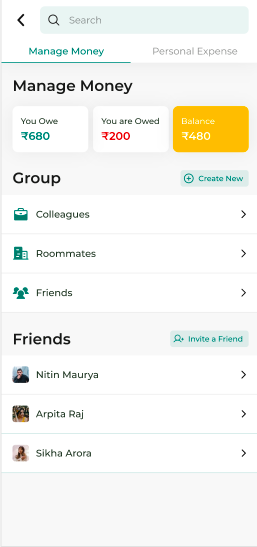 Search
Manage Money
Personal Expense
Manage Money
You Owe
₹680
You are Owed
₹200
Balance
₹480
Group
Create New
Colleagues
Roommates
Friends
Friends
Invite a Friend
Nitin Maurya
Arpita Raj
Sikha Arora